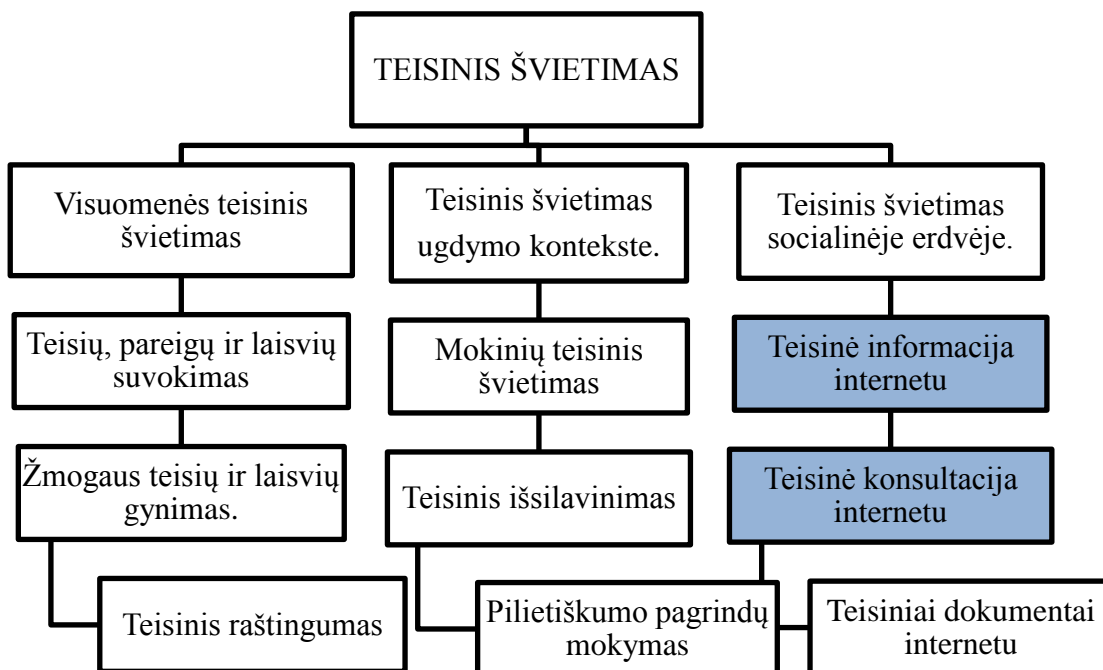 TEISINIS ŠVIETIMAS
Visuomenės teisinis
švietimas
Teisinis švietimas
ugdymo kontekste.
Teisinis švietimas
socialinėje erdvėje.
Teisių, pareigų ir laisvių
suvokimas
Mokinių teisinis
švietimas
Teisinė informacija
internetu
Žmogaus teisių ir laisvių
gynimas.
Teisinis išsilavinimas
Teisinė konsultacija
internetu
Teisinis raštingumas
Pilietiškumo pagrindų
mokymas
Teisiniai dokumentai
internetu